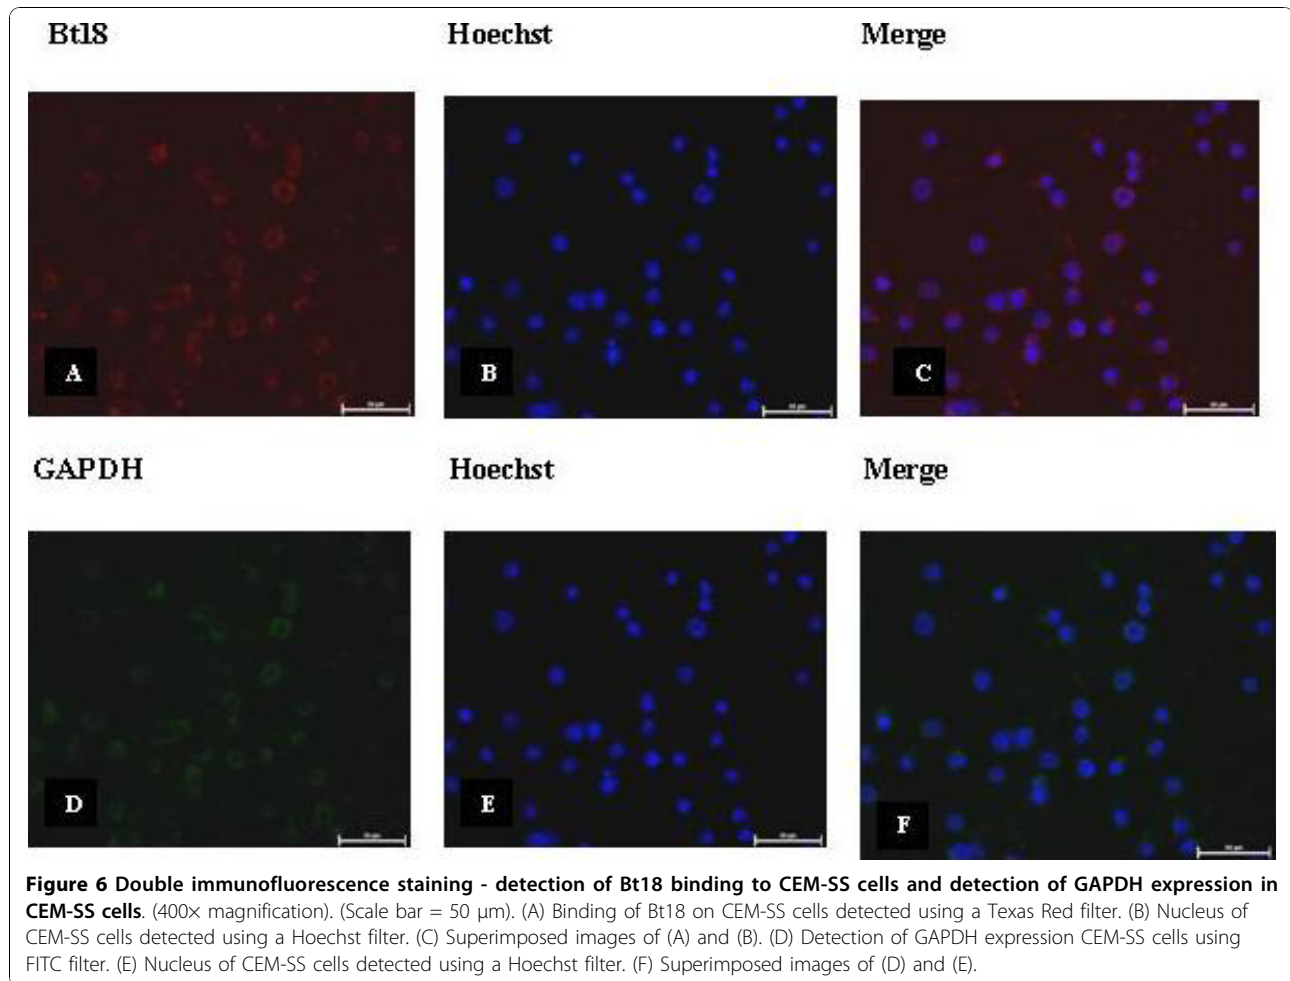 Bt18 Hoechst Merge
A B C
GAPDH Hoechst Merge
D E F
Figure 6 Double immunofluorescence staining - detection of Bt18 binding to CEM-SS cells and detection of GAPDH expression in
CEM-SS cells. (400× magnification). (Scale bar = 50 μm). (A) Binding of Bt18 on CEM-SS cells detected using a Texas Red filter. (B) Nucleus of
CEM-SS cells detected using a Hoechst filter. (C) Superimposed images of (A) and (B). (D) Detection of GAPDH expression CEM-SS cells using
FITC filter. (E) Nucleus of CEM-SS cells detected using a Hoechst filter. (F) Superimposed images of (D) and (E).